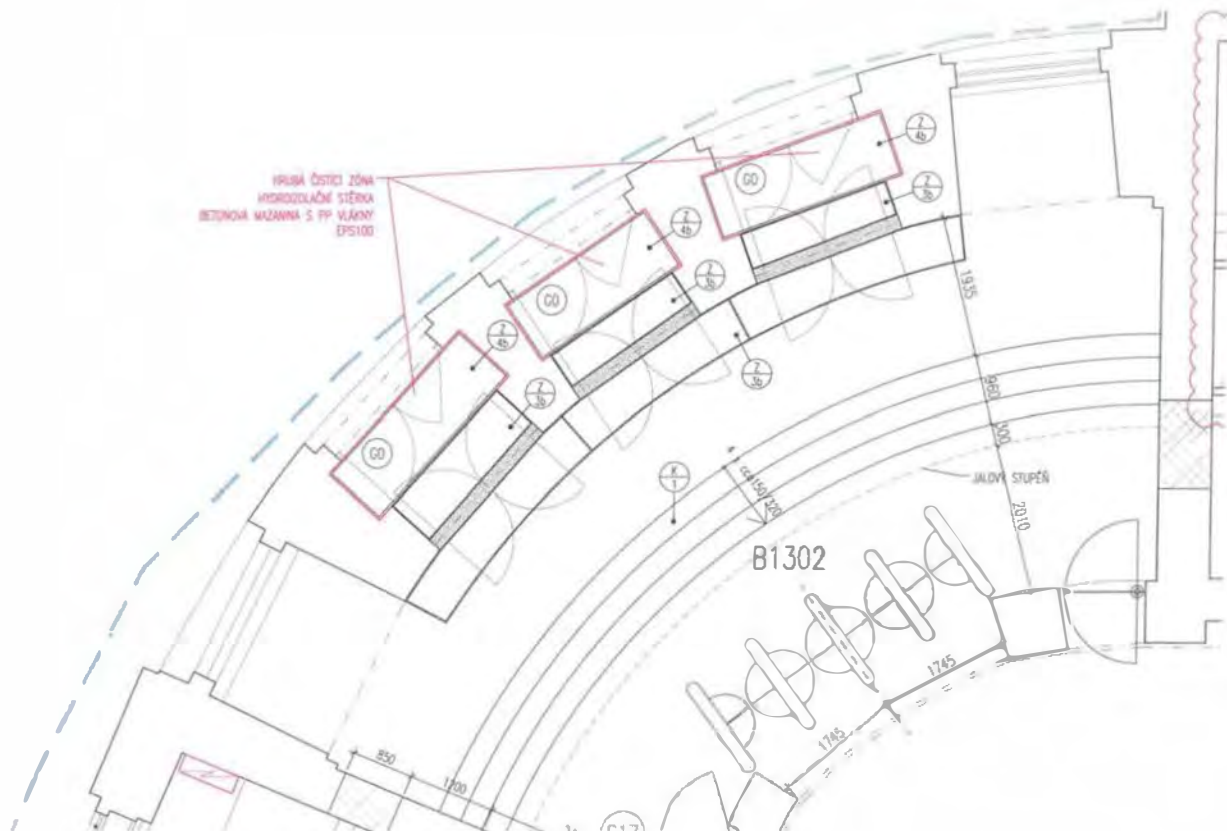 HRUBÁ ČISTÍCÍ ZÓNA
HYDROIZOLAČNÍ STĚRKA
BETONOVÁ MAZANINA S PP VLÁKNY
EPS100
Z
4b
GO
Z
3b
Z
4b
GO
Z
3b
Z
4b
GO
Z
3b
Z
3b
1935
960
300
JALOVÝ STUPEŇ
2010
K
1
150/320
B1302
1745
1745
850
1200